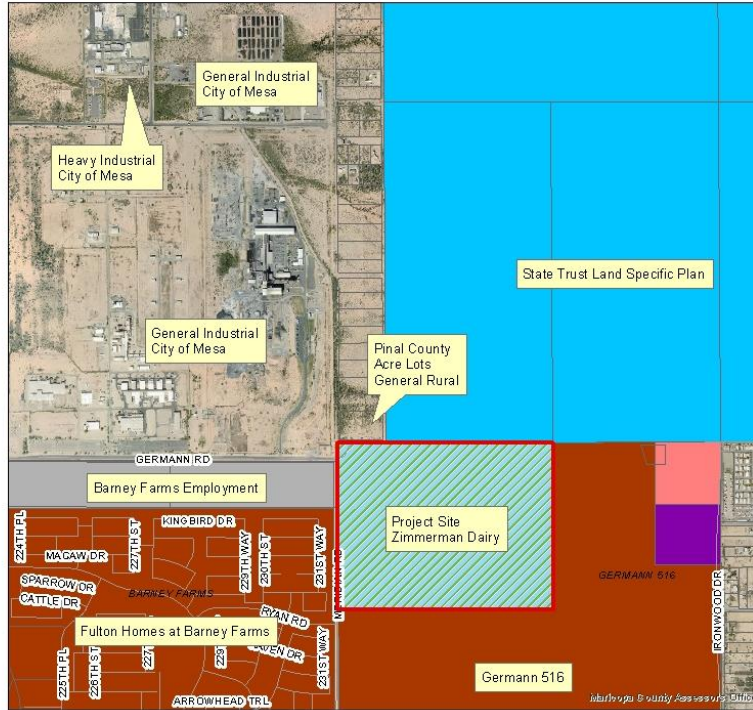 General Industrial
City of Mesa
Heavy Industrial
City of Mesa
State Trust Land Specific Plan
General Industrial
City of Mesa
Pinal County
Acre Lots
General Rural
GERMANN RD
Barney Farms Employment
224TH PL
227TH ST
KINGBIRD DR
229TH WAY
230TH ST
231ST WAY
Project Site
Zimmerman Dairy
MACAW DR
SPARROW DR
CATTLE DR
BARNEY FARMS
GERMANN 516
IRONWOOD DR
RYAN RD
Fulton Homes at Barney Farms
225TH PL
226TH ST
231ST WAY
ARROWHEAD TRL
Germann 516
Maricopa County Assessors Office